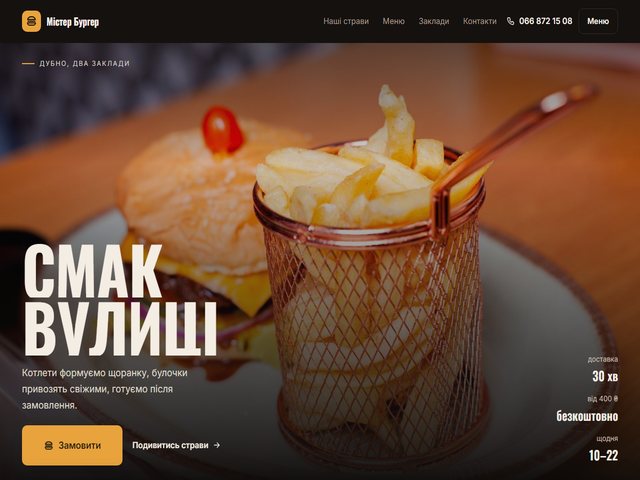 Містер Бургер
Наші страви Меню Заклади Контакти 066 872 15 08 Меню
ДУБНО, ДВА ЗАКЛАДИ
СМАК
ВУЛИЦІ
Котлети формуємо щоранку, булочки
привозять свіжими, готуємо після
замовлення.
Замовити Подивитись страви →
доставка
30 хв
від 400 ₴
безкоштовно
щодня
10–22